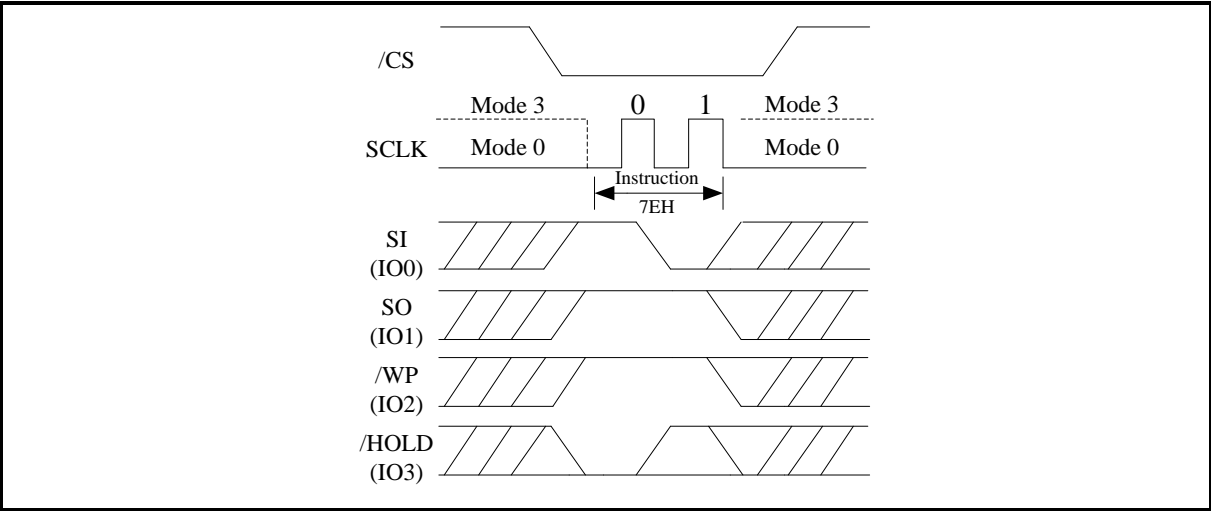 /CS
Mode 3 0 1 Mode 3
SCLK Mode 0 Mode 0
Instruction
7EH
SI
(IO0)
SO
(IO1)
/WP
(IO2)
/HOLD
(IO3)